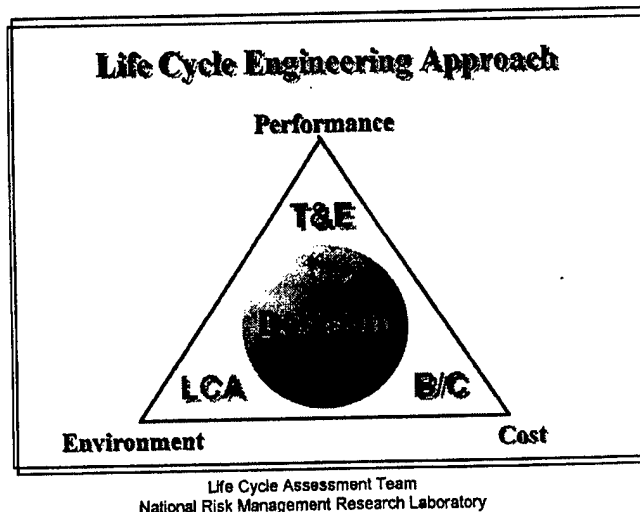 Life Cycle Engineering Approach
Performance
T&E
LCA B/C
Environment Cost
Life Cycle Assessment Team
National Risk Management Research Laboratory